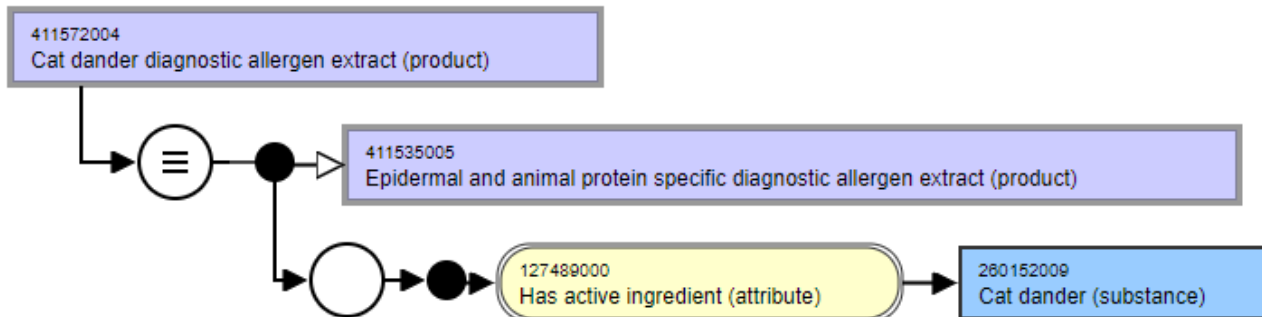 411572004
Cat dander diagnostic allergen extract (product)
411535005
Epidermal and animal protein specific diagnostic allergen extract (product)
127489000
Has active ingredient (attribute)
260152009
Cat dander (substance)